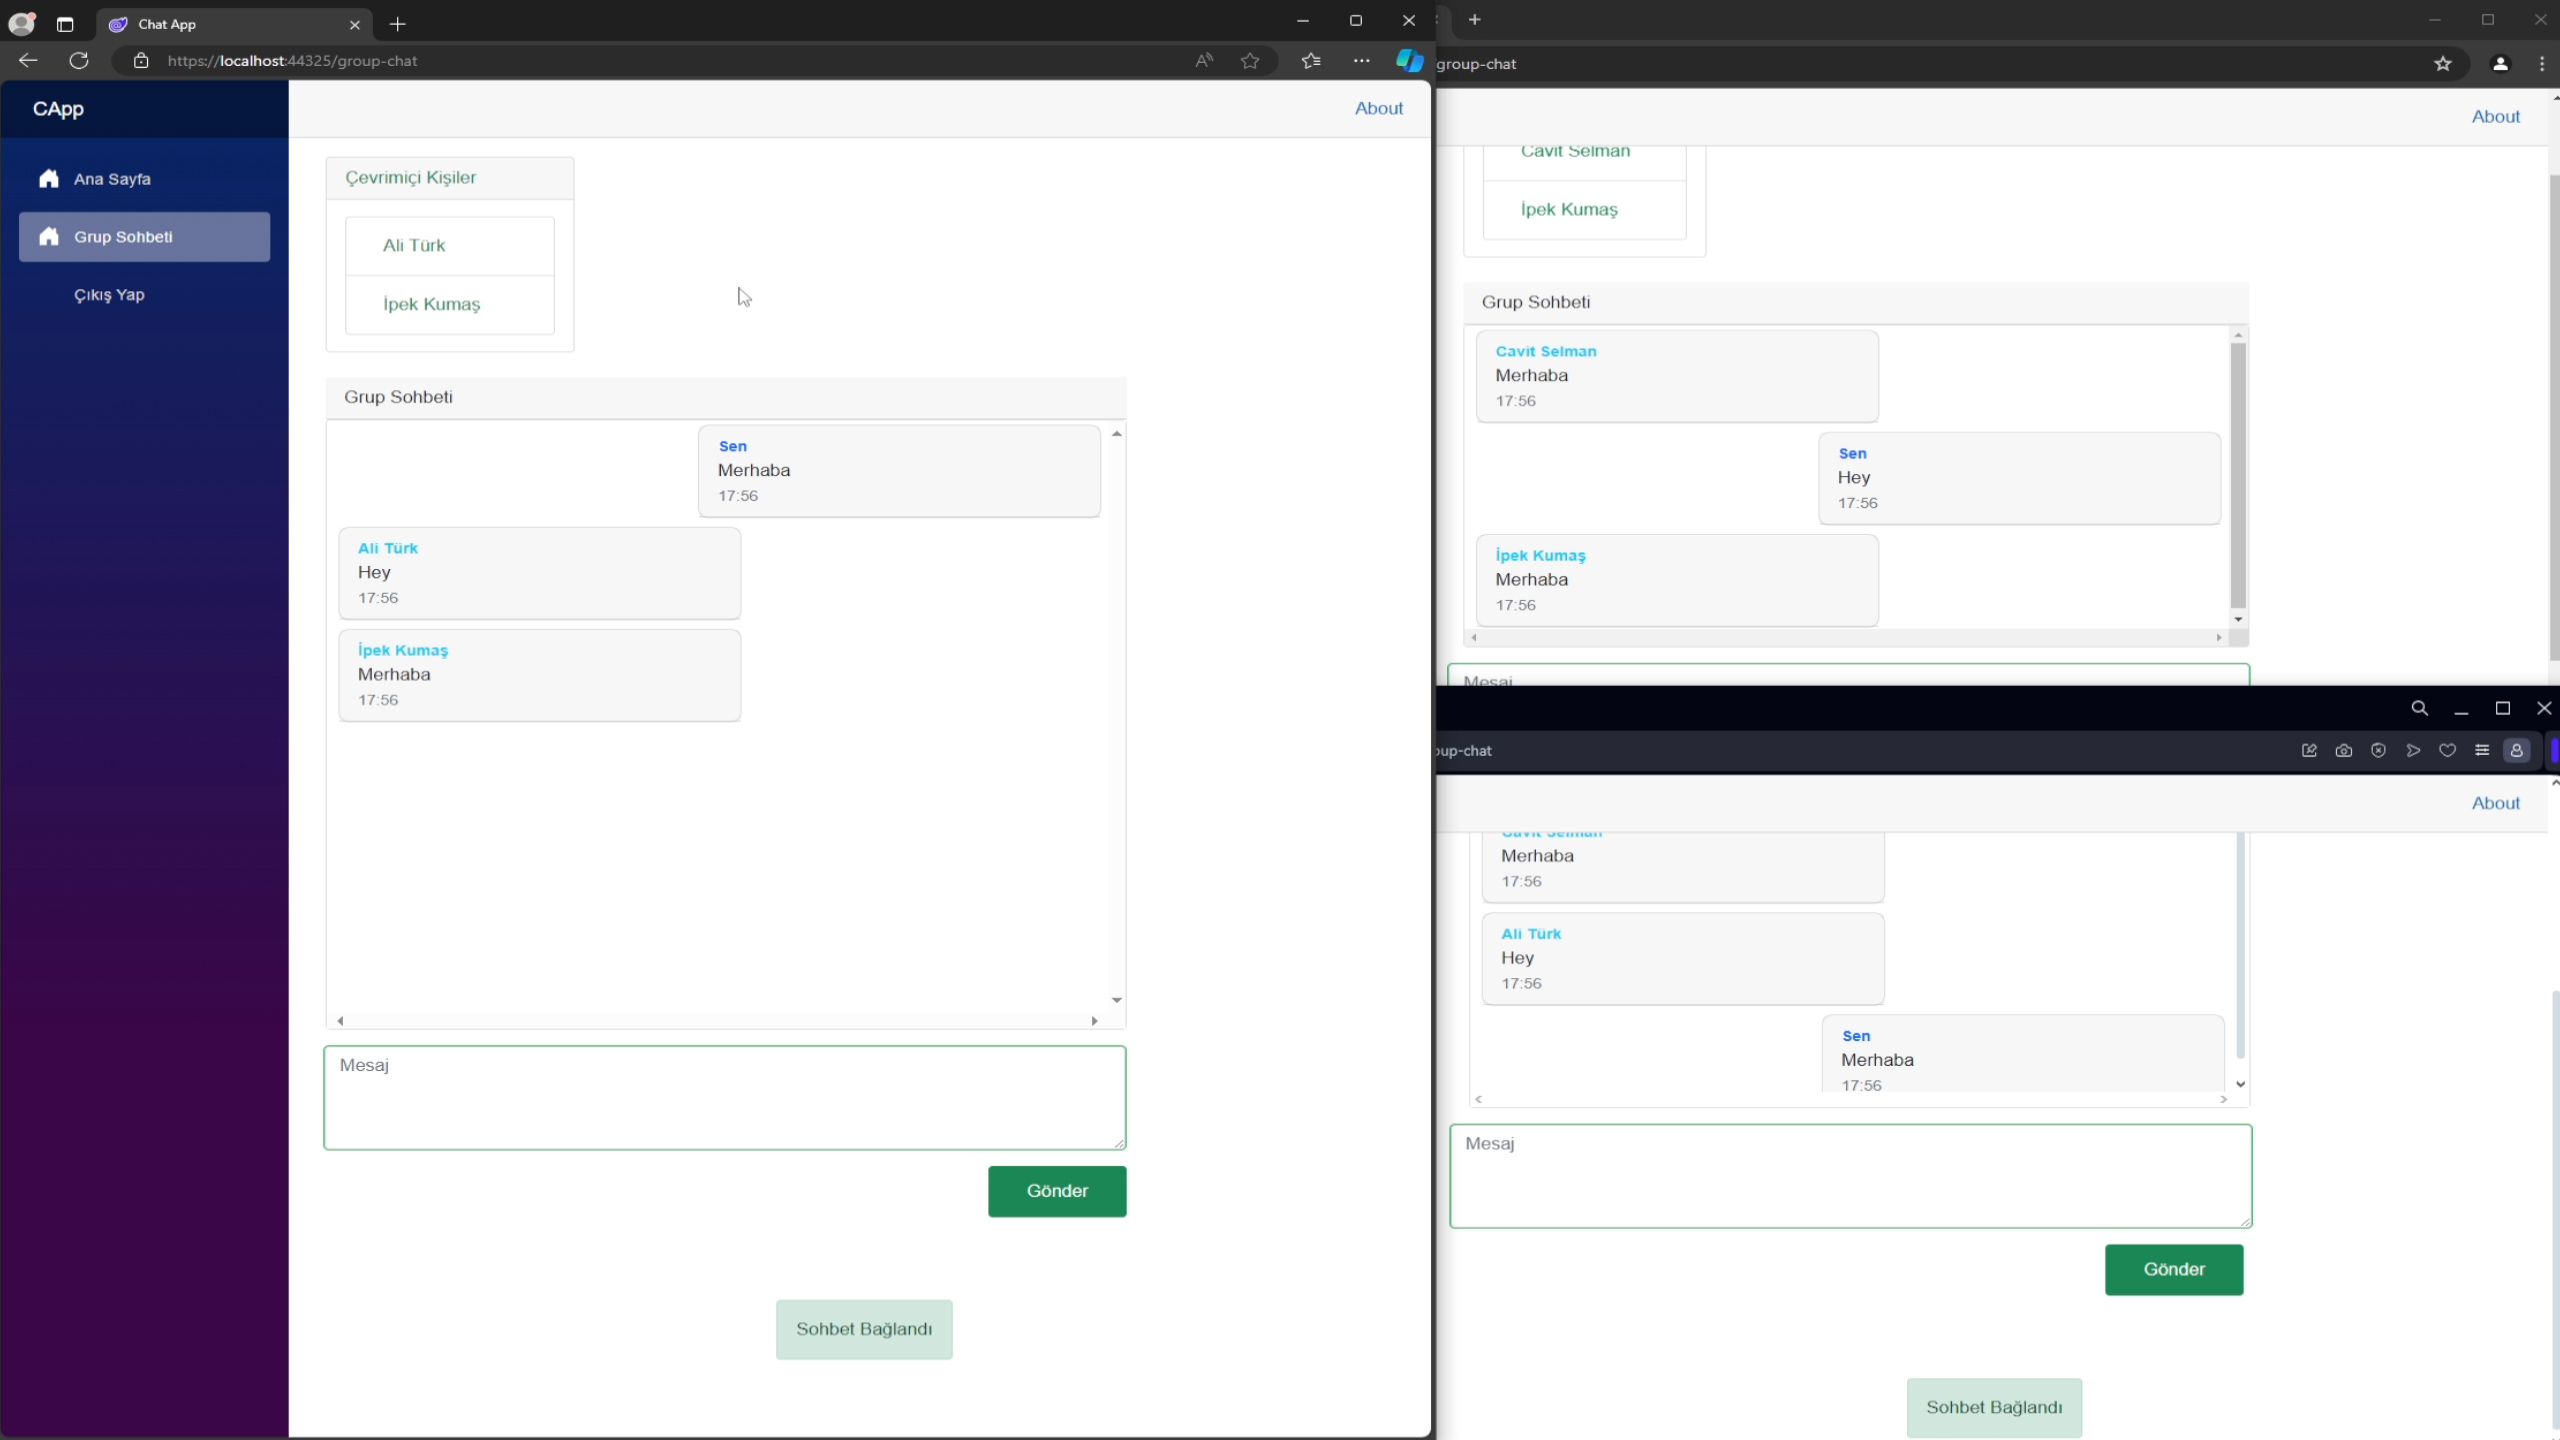 Chat App
https://localhost:44325/group-chat
CApp
About
Ana Sayfa
Grup Sohbeti
Çıkış Yap
Çevrimiçi Kişiler
Ali Türk
İpek Kumaş
Grup Sohbeti
Sen
Merhaba
17:56
Ali Türk
Hey
17:56
İpek Kumaş
Merhaba
17:56
Mesaj
Gönder
Sohbet Bağlandı
group-chat
About
Cavit Selman
İpek Kumaş
Grup Sohbeti
Cavit Selman
Merhaba
17:56
Sen
Hey
17:56
İpek Kumaş
Merhaba
17:56
Mesaj
oup-chat
About
Cavit Selman
Merhaba
17:56
Ali Türk
Hey
17:56
Sen
Merhaba
17:56
Mesaj
Gönder
Sohbet Bağlandı